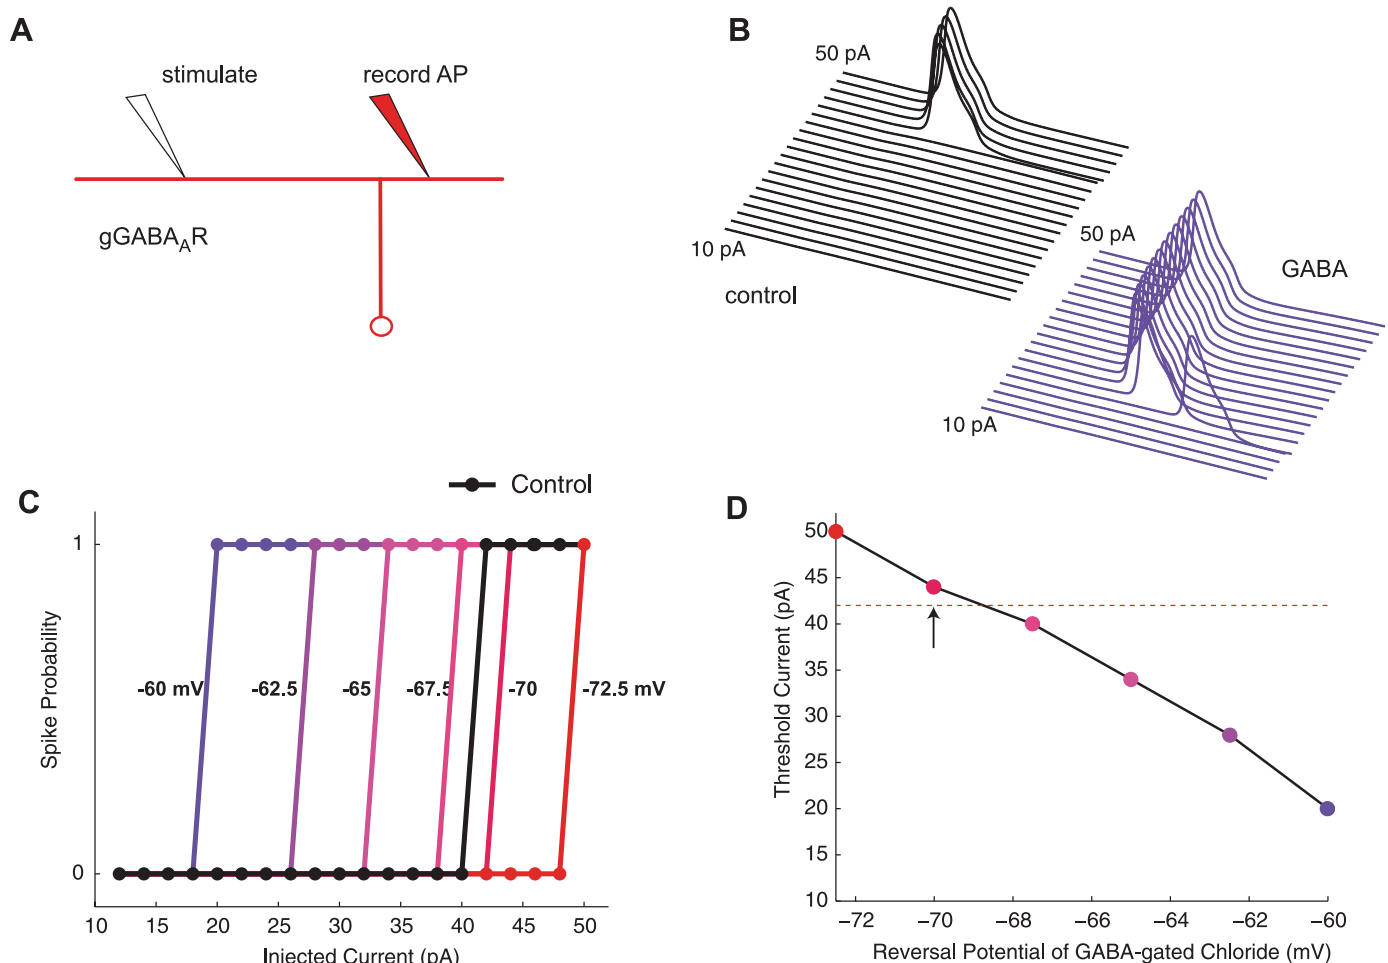 A
stimulate
record AP
gGABA_AR
B
50 pA
10 pA
control
50 pA
GABA
10 pA
C
Control
1
0
Spike Probability
-60 mV
-62.5
-65
-67.5
-70
-72.5 mV
10 15 20 25 30 35 40 45 50
Injected Current (pA)
D
50
45
40
35
30
25
20
15
10
Threshold Current (pA)
−72 −70 −68 −66 −64 −62 −60
Reversal Potential of GABA-gated Chloride (mV)